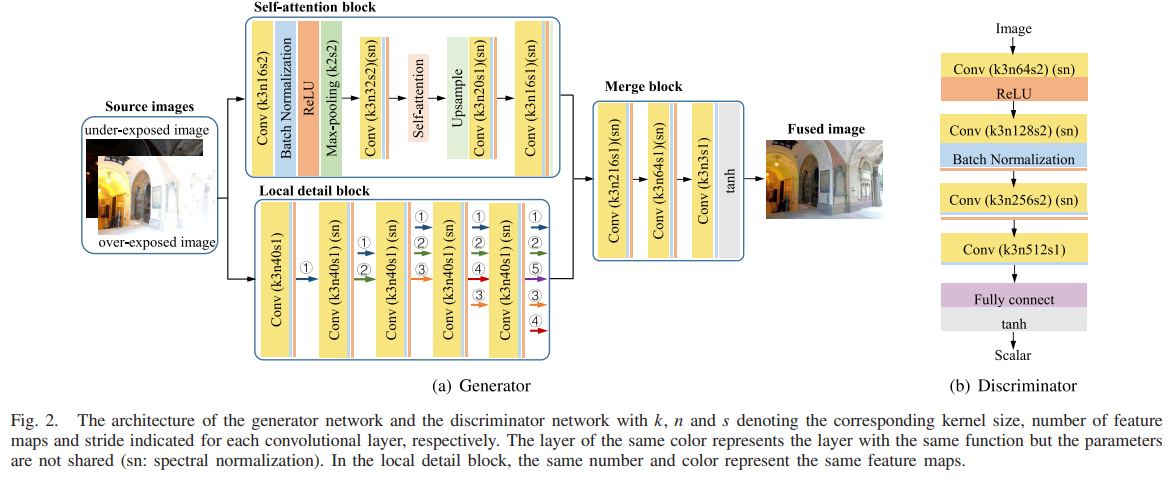 Self-attention block
Conv (k3n16s2)
Batch Normalization
ReLU
Max-pooling (k2s2)
Conv (k3n32s2)(sn)
Self-attention
Upsample
Conv (k3n20s1)(sn)
Conv (k3n16s1)(sn)
Source images
under-exposed image
over-exposed image
Local detail block
Conv (k3n40s1)
①
Conv (k3n40s1) (sn)
①
②
Conv (k3n40s1) (sn)
①
②
③
Conv (k3n40s1) (sn)
①
②
④
③
Conv (k3n40s1) (sn)
①
②
⑤
③
④
Merge block
Conv (k3n216s1)(sn)
Conv (k3n64s1)(sn)
Conv (k3n3s1)
tanh
Fused image
(a) Generator
Image
Conv (k3n64s2) (sn)
ReLU
Conv (k3n128s2) (sn)
Batch Normalization
Conv (k3n256s2) (sn)
Conv (k3n512s1)
Fully connect
tanh
Scalar
(b) Discriminator
Fig. 2. The architecture of the generator network and the discriminator network with k, n and s denoting the corresponding kernel size, number of feature
maps and stride indicated for each convolutional layer, respectively. The layer of the same color represents the layer with the same function but the parameters
are not shared (sn: spectral normalization). In the local detail block, the same number and color represent the same feature maps.